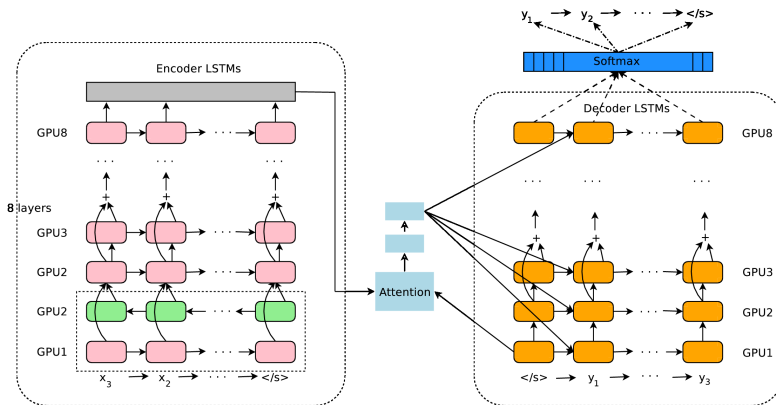 y₁ y₂ · · · </s>
Softmax
Encoder LSTMs
Decoder LSTMs
GPU8 · · · GPU8
· · · · · · · · · · · ·
+ + +
8 layers
GPU3 · · ·
GPU2 · · ·
GPU2 · · ·
GPU1 · · ·
x₃ x₂ · · · </s>
Attention
· · ·
· · · · · · · · ·
+ + +
· · · GPU3
· · · GPU2
· · · GPU1
</s> y₁ · · · y₃